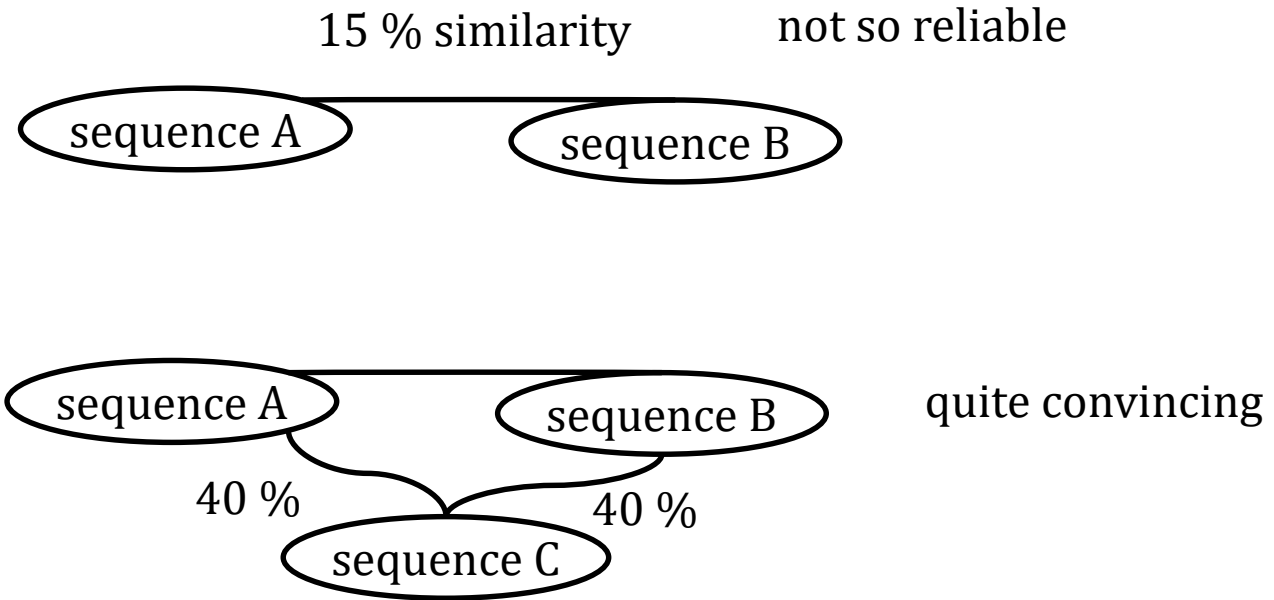 15 % similarity not so reliable
sequence A
sequence B
sequence A
sequence B
quite convincing
40 %
40 %
sequence C